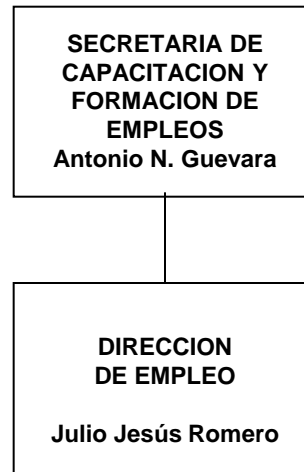 SECRETARIA DE
CAPACITACION Y
FORMACION DE
EMPLEOS
Antonio N. Guevara
DIRECCION
DE EMPLEO
Julio Jesús Romero